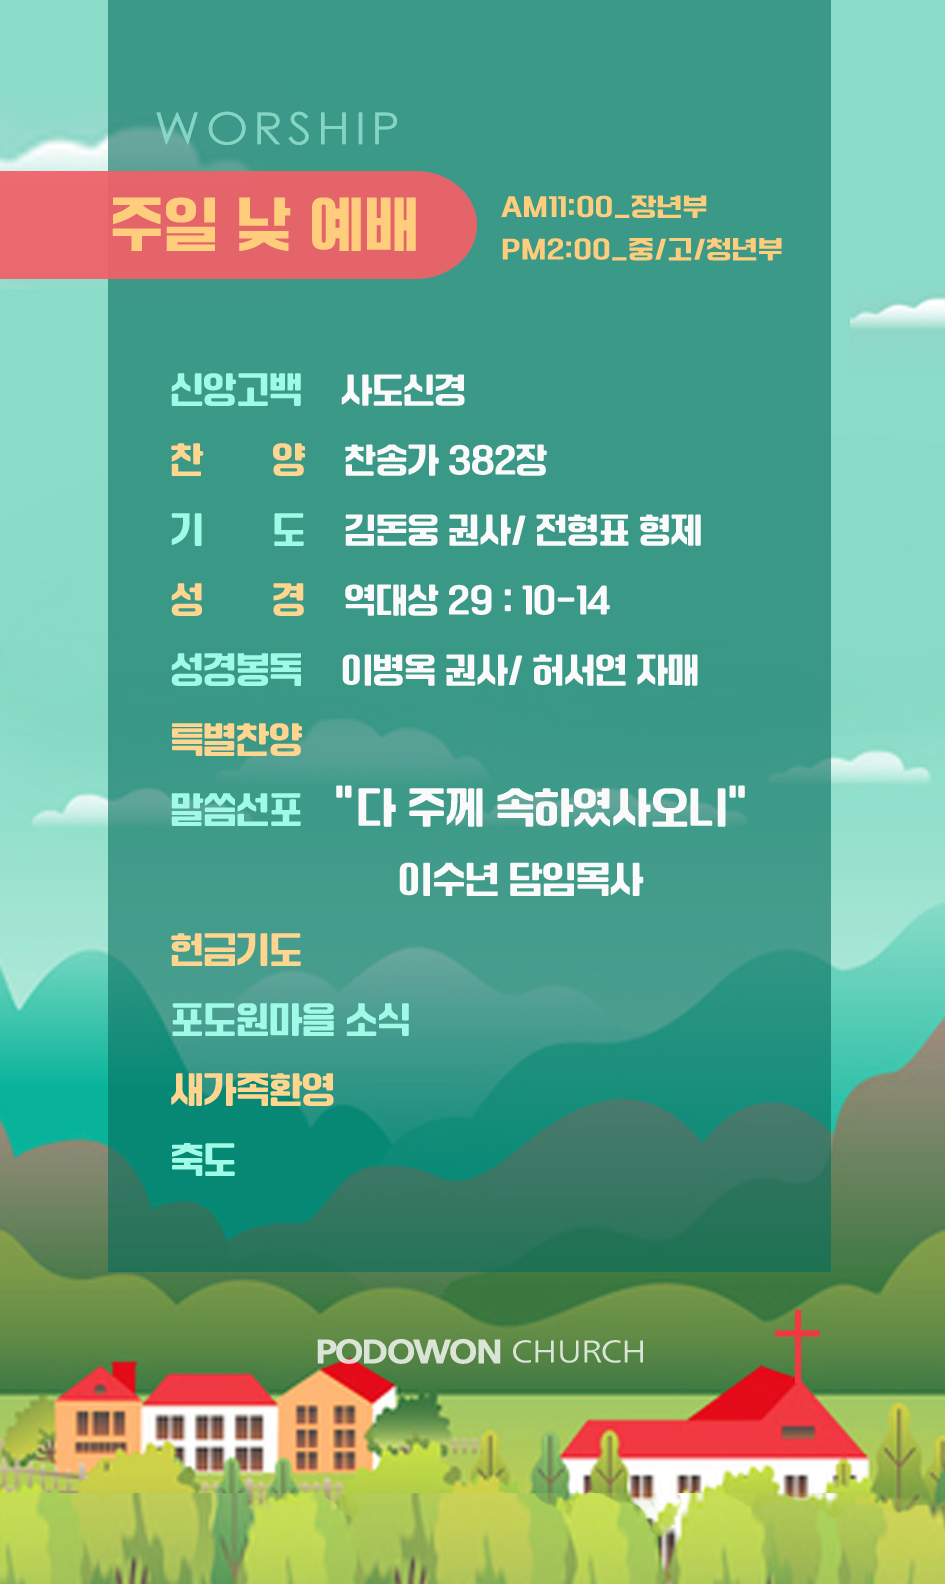 WORSHIP
주일 낮 예배
AM11:00_장년부
PM2:00_중/고/청년부
신앙고백 사도신경
찬 양 찬송가 382장
기 도 김돈웅 권사/ 전형표 형제
성 경 역대상 29 : 10-14
성경봉독 이병옥 권사/ 허서연 자매
특별찬양
말씀선포 "다 주께 속하였사오니"
이수년 담임목사
헌금기도
포도원마을 소식
새가족환영
축도
PODOWON CHURCH